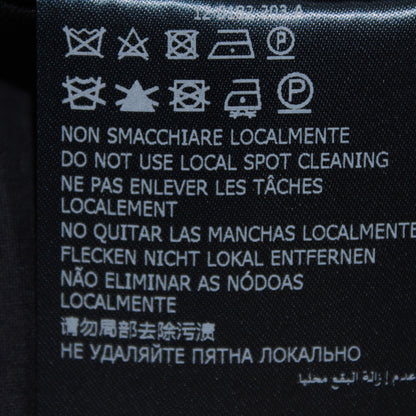 NON SMACCHIARE LOCALMENTE
DO NOT USE LOCAL SPOT CLEANING
NE PAS ENLEVER LES TÂCHES
LOCALEMENT
NO QUITAR LAS MANCHAS LOCALMENTE
FLECKEN NICHT LOKAL ENTFERNEN
NÃO ELIMINAR AS NÓDOAS
LOCALMENTE
请勿局部去除污渍
НЕ УДАЛЯЙТЕ ПЯТНА ЛОКАЛЬНО
عدم إزالة البقع محليا